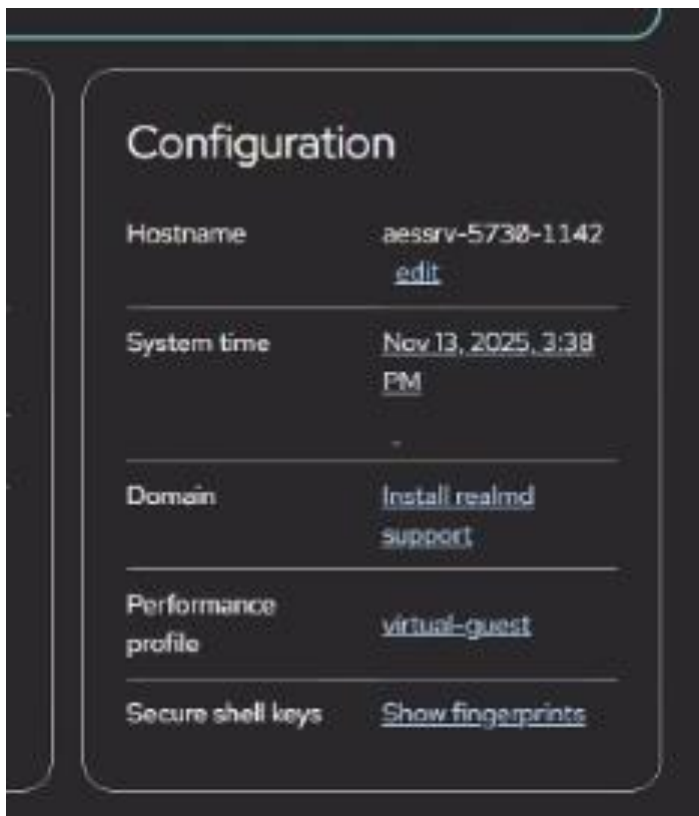 Configuration
Hostname aessrv-5730-1142
edit
System time Nov 13, 2025, 3:38
PM
-
Domain Install realmd
support
Performance
profile virtual-guest
Secure shell keys Show fingerprints